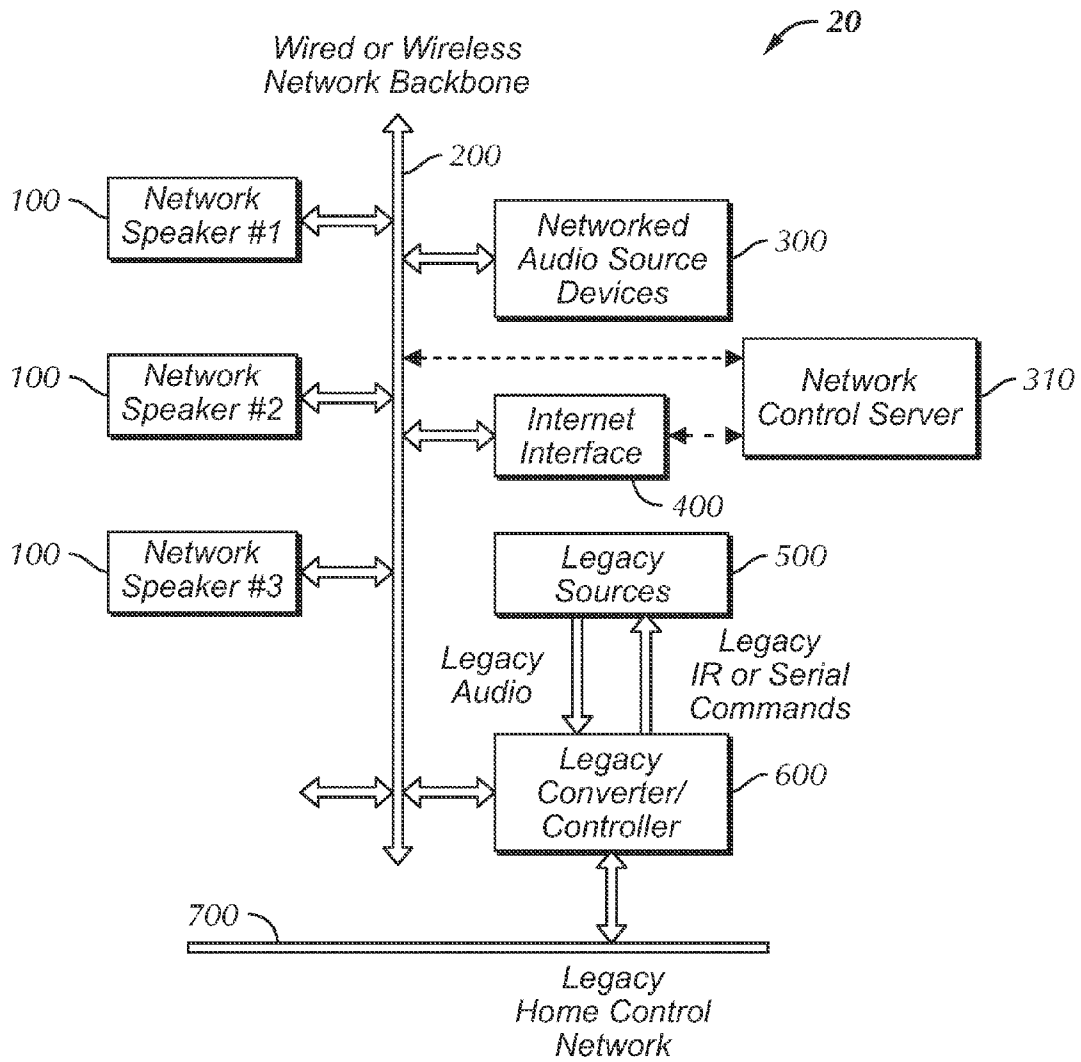 20
Wired or Wireless
Network Backbone
200
100
Network
Speaker #1
Networked
Audio Source
Devices
300
100
Network
Speaker #2
Network
Control Server
310
Internet
Interface
400
100
Network
Speaker #3
Legacy
Sources
500
Legacy
Audio
Legacy
IR or Serial
Commands
Legacy
Converter/
Controller
600
700
Legacy
Home Control
Network